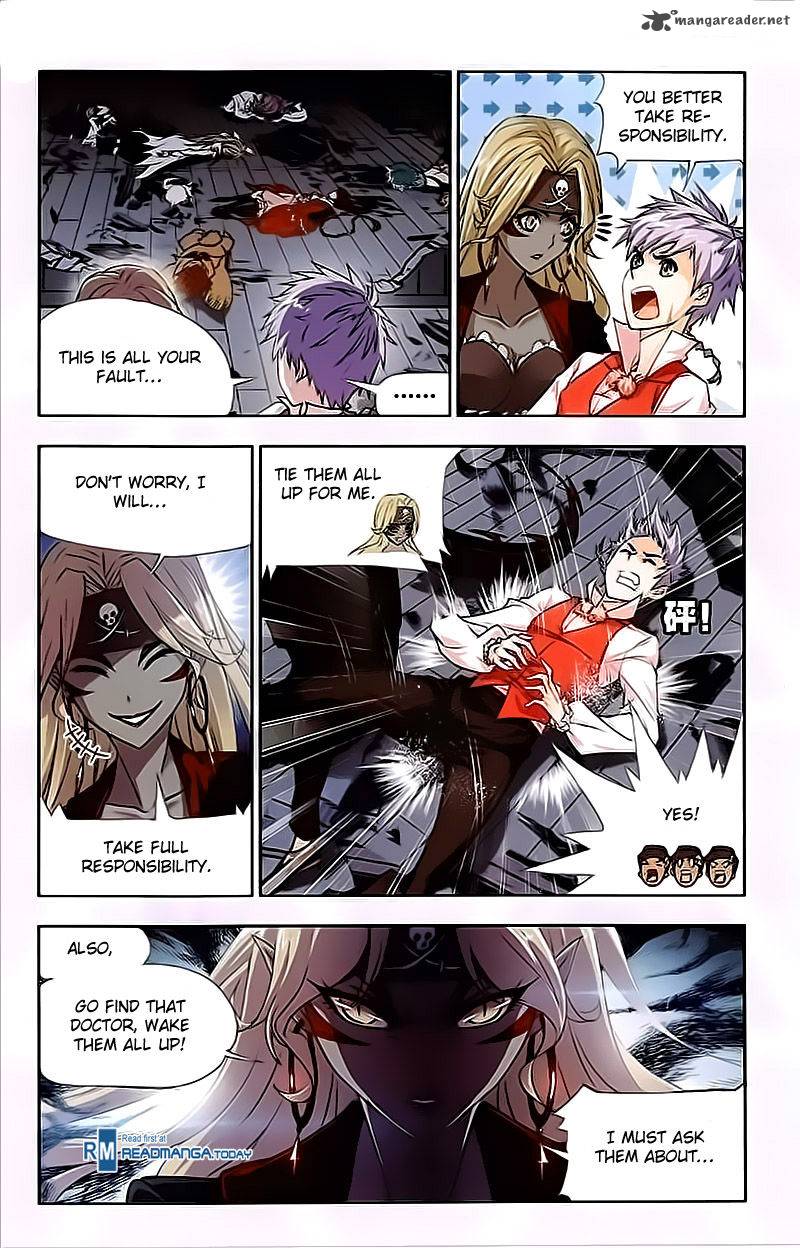 mangareader.net
THIS IS ALL YOUR
FAULT...
......
YOU BETTER
TAKE RE-
SPONSIBILITY.
DON'T WORRY, I
WILL...
TAKE FULL
RESPONSIBILITY.
TIE THEM ALL
UP FOR ME.
砰!
YES!
ALSO,
GO FIND THAT
DOCTOR, WAKE
THEM ALL UP!
I MUST ASK
THEM ABOUT...
RM
Read first at
READMANGA.TODAY